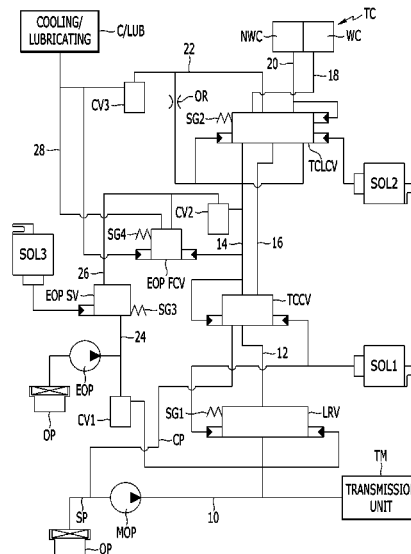 COOLING/
LUBRICATING
C/LUB
TC
NWC
WC
22
20
18
CV3
OR
SG2
TCLCV
28
SOL2
CV2
SG4
14
16
SOL3
26
EOP FCV
EOP SV
SG3
TCCV
24
12
EOP
SOL1
OP
CV1
SG1
LRV
CP
TM
TRANSMISSION
UNIT
SP
MOP
10
OP